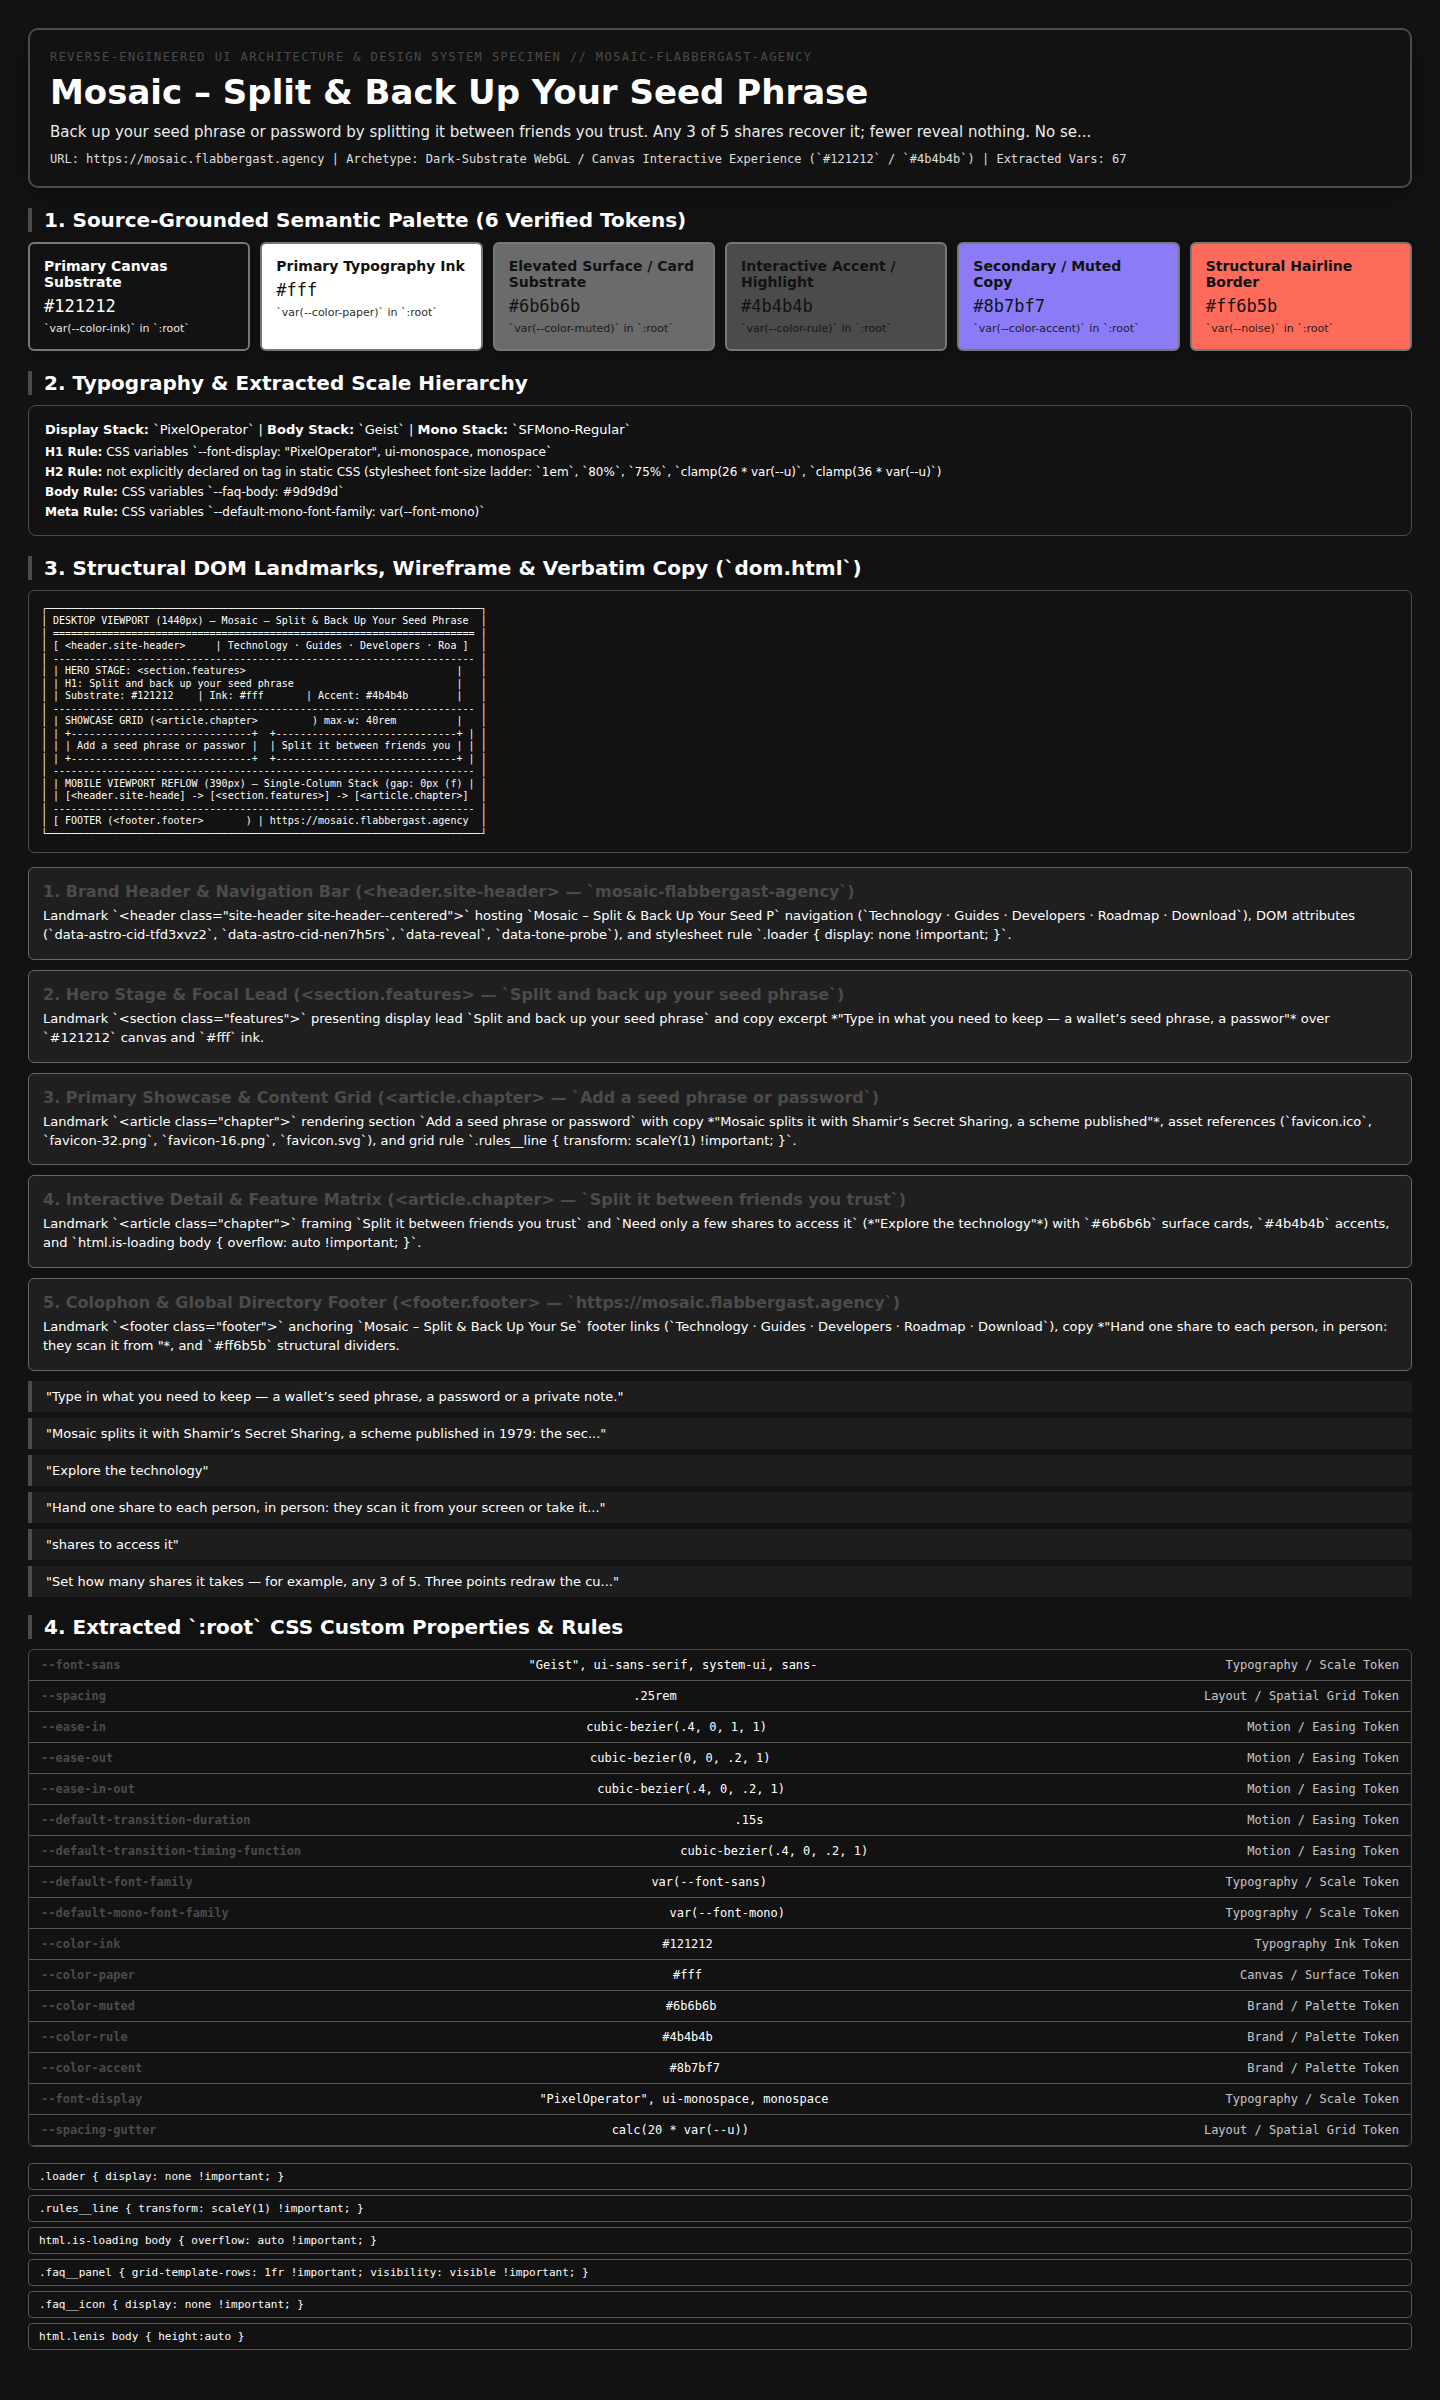 REVERSE-ENGINEERED UI ARCHITECTURE & DESIGN SYSTEM SPECIMEN // MOSAIC-FLABBERGAST-AGENCY
Mosaic – Split & Back Up Your Seed Phrase
Back up your seed phrase or password by splitting it between friends you trust. Any 3 of 5 shares recover it; fewer reveal nothing. No se...
URL: https://mosaic.flabbergast.agency | Archetype: Dark-Substrate WebGL / Canvas Interactive Experience (`#121212` / `#4b4b4b`) | Extracted Vars: 67
1. Source-Grounded Semantic Palette (6 Verified Tokens)
Primary Canvas
Substrate
#121212
`var(--color-ink)` in `:root`
Primary Typography Ink
#fff
`var(--color-paper)` in `:root`
Elevated Surface / Card
Substrate
#6b6b6b
`var(--color-muted)` in `:root`
Interactive Accent /
Highlight
#4b4b4b
`var(--color-rule)` in `:root`
Secondary / Muted
Copy
#8b7bf7
`var(--color-accent)` in `:root`
Structural Hairline
Border
#ff6b5b
`var(--noise)` in `:root`
2. Typography & Extracted Scale Hierarchy
Display Stack: `PixelOperator` | Body Stack: `Geist` | Mono Stack: `SFMono-Regular`
H1 Rule: CSS variables `--font-display: "PixelOperator", ui-monospace, monospace`
H2 Rule: not explicitly declared on tag in static CSS (stylesheet font-size ladder: `1em`, `80%`, `75%`, `clamp(26 * var(--u)`, `clamp(36 * var(--u)`)
Body Rule: CSS variables `--faq-body: #9d9d9d`
Meta Rule: CSS variables `--default-mono-font-family: var(--font-mono)`
3. Structural DOM Landmarks, Wireframe & Verbatim Copy (`dom.html`)
DESKTOP VIEWPORT (1440px) — Mosaic – Split & Back Up Your Seed Phrase
======================================================================
[ <header.site-header>     | Technology · Guides · Developers · Roa ]
----------------------------------------------------------------------
| HERO STAGE: <section.features>                                   |
| H1: Split and back up your seed phrase                           |
| Substrate: #121212    | Ink: #fff       | Accent: #4b4b4b        |
----------------------------------------------------------------------
| SHOWCASE GRID (<article.chapter>         ) max-w: 40rem          |
| +------------------------------+  +------------------------------+ |
| | Add a seed phrase or passwor |  | Split it between friends you | |
| +------------------------------+  +------------------------------+ |
----------------------------------------------------------------------
| MOBILE VIEWPORT REFLOW (390px) — Single-Column Stack (gap: 0px (f) |
| [<header.site-heade] -> [<section.features>] -> [<article.chapter>]
----------------------------------------------------------------------
[ FOOTER (<footer.footer>       ) | https://mosaic.flabbergast.agency
1. Brand Header & Navigation Bar (<header.site-header> — `mosaic-flabbergast-agency`)
Landmark `<header class="site-header site-header--centered">` hosting `Mosaic – Split & Back Up Your Seed P` navigation (`Technology · Guides · Developers · Roadmap · Download`), DOM attributes
(`data-astro-cid-tfd3xvz2`, `data-astro-cid-nen7h5rs`, `data-reveal`, `data-tone-probe`), and stylesheet rule `.loader { display: none !important; }`.
2. Hero Stage & Focal Lead (<section.features> — `Split and back up your seed phrase`)
Landmark `<section class="features">` presenting display lead `Split and back up your seed phrase` and copy excerpt *"Type in what you need to keep — a wallet’s seed phrase, a passwor"* over
`#121212` canvas and `#fff` ink.
3. Primary Showcase & Content Grid (<article.chapter> — `Add a seed phrase or password`)
Landmark `<article class="chapter">` rendering section `Add a seed phrase or password` with copy *"Mosaic splits it with Shamir’s Secret Sharing, a scheme published"*, asset references (`favicon.ico`,
`favicon-32.png`, `favicon-16.png`, `favicon.svg`), and grid rule `.rules__line { transform: scaleY(1) !important; }`.
4. Interactive Detail & Feature Matrix (<article.chapter> — `Split it between friends you trust`)
Landmark `<article class="chapter">` framing `Split it between friends you trust` and `Need only a few shares to access it` (*"Explore the technology"*) with `#6b6b6b` surface cards, `#4b4b4b` accents,
and `html.is-loading body { overflow: auto !important; }`.
5. Colophon & Global Directory Footer (<footer.footer> — `https://mosaic.flabbergast.agency`)
Landmark `<footer class="footer">` anchoring `Mosaic – Split & Back Up Your Se` footer links (`Technology · Guides · Developers · Roadmap · Download`), copy *"Hand one share to each person, in person:
they scan it from "*, and `#ff6b5b` structural dividers.
"Type in what you need to keep — a wallet’s seed phrase, a password or a private note."
"Mosaic splits it with Shamir’s Secret Sharing, a scheme published in 1979: the sec..."
"Explore the technology"
"Hand one share to each person, in person: they scan it from your screen or take it..."
"shares to access it"
"Set how many shares it takes — for example, any 3 of 5. Three points redraw the cu..."
4. Extracted `:root` CSS Custom Properties & Rules
--font-sans "Geist", ui-sans-serif, system-ui, sans- Typography / Scale Token
--spacing .25rem Layout / Spatial Grid Token
--ease-in cubic-bezier(.4, 0, 1, 1) Motion / Easing Token
--ease-out cubic-bezier(0, 0, .2, 1) Motion / Easing Token
--ease-in-out cubic-bezier(.4, 0, .2, 1) Motion / Easing Token
--default-transition-duration .15s Motion / Easing Token
--default-transition-timing-function cubic-bezier(.4, 0, .2, 1) Motion / Easing Token
--default-font-family var(--font-sans) Typography / Scale Token
--default-mono-font-family var(--font-mono) Typography / Scale Token
--color-ink #121212 Typography Ink Token
--color-paper #fff Canvas / Surface Token
--color-muted #6b6b6b Brand / Palette Token
--color-rule #4b4b4b Brand / Palette Token
--color-accent #8b7bf7 Brand / Palette Token
--font-display "PixelOperator", ui-monospace, monospace Typography / Scale Token
--spacing-gutter calc(20 * var(--u)) Layout / Spatial Grid Token
.loader { display: none !important; }
.rules__line { transform: scaleY(1) !important; }
html.is-loading body { overflow: auto !important; }
.faq__panel { grid-template-rows: 1fr !important; visibility: visible !important; }
.faq__icon { display: none !important; }
html.lenis body { height:auto }